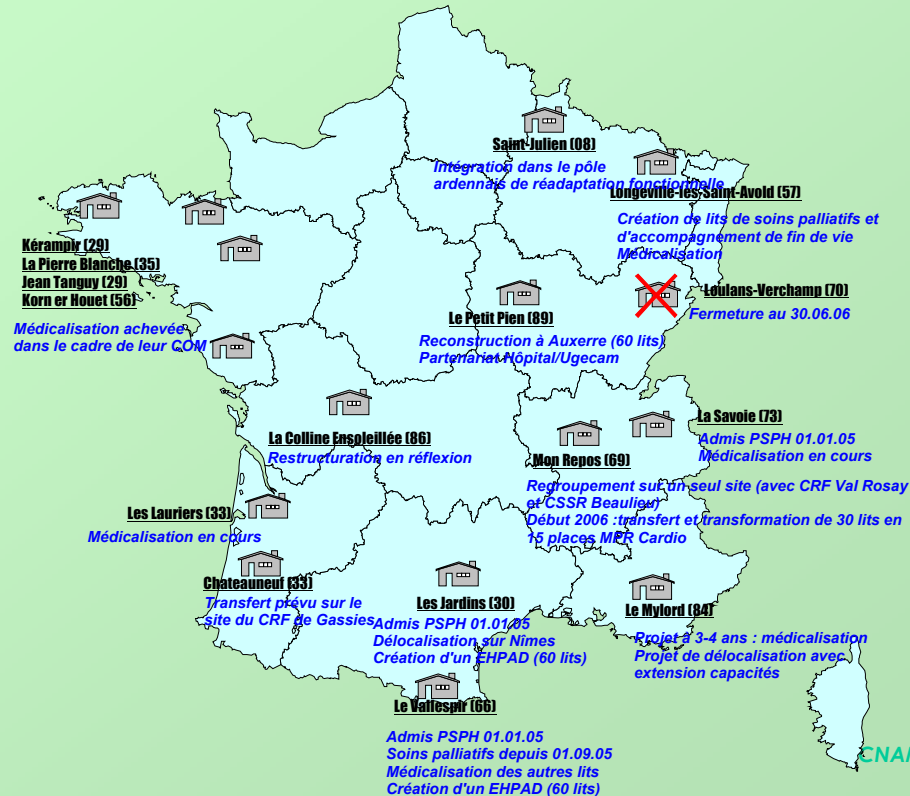 Saint-Julien (08)
Intégration dans le pôle
ardennais de réadaptation fonctionnelle
Longeville-lès-Saint-Avold (57)
Création de lits de soins palliatifs et
d'accompagnement de fin de vie
Médicalisation
Kérampir (29)
La Pierre Blanche (35)
Jean Tanguy (29)
Korn er Houet (56)
Médicalisation achevée
dans le cadre de leur COM
Loulans-Verchamp (70)
Fermeture au 30.06.06
Le Petit Pien (89)
Reconstruction à Auxerre (60 lits)
Partenariat Hôpital/Ugecam
La Colline Ensoleillée (86)
Restructuration en réflexion
La Savoie (73)
Admis PSPH 01.01.05
Médicalisation en cours
Mon Repos (69)
Regroupement sur un seul site (avec CRF Val Rosay
et CSSR Beaulieu)
Début 2006 :transfert et transformation de 30 lits en
15 places MPR Cardio
Les Lauriers (33)
Médicalisation en cours
Chateauneuf (33)
Transfert prévu sur le
site du CRF de Gassies
Les Jardins (30)
Admis PSPH 01.01.05
Délocalisation sur Nîmes
Création d'un EHPAD (60 lits)
Le Mylord (84)
Projet à 3-4 ans : médicalisation
Projet de délocalisation avec
extension capacités
Le Vallespir (66)
Admis PSPH 01.01.05
Soins palliatifs depuis 01.09.05
Médicalisation des autres lits
Création d'un EHPAD (60 lits)